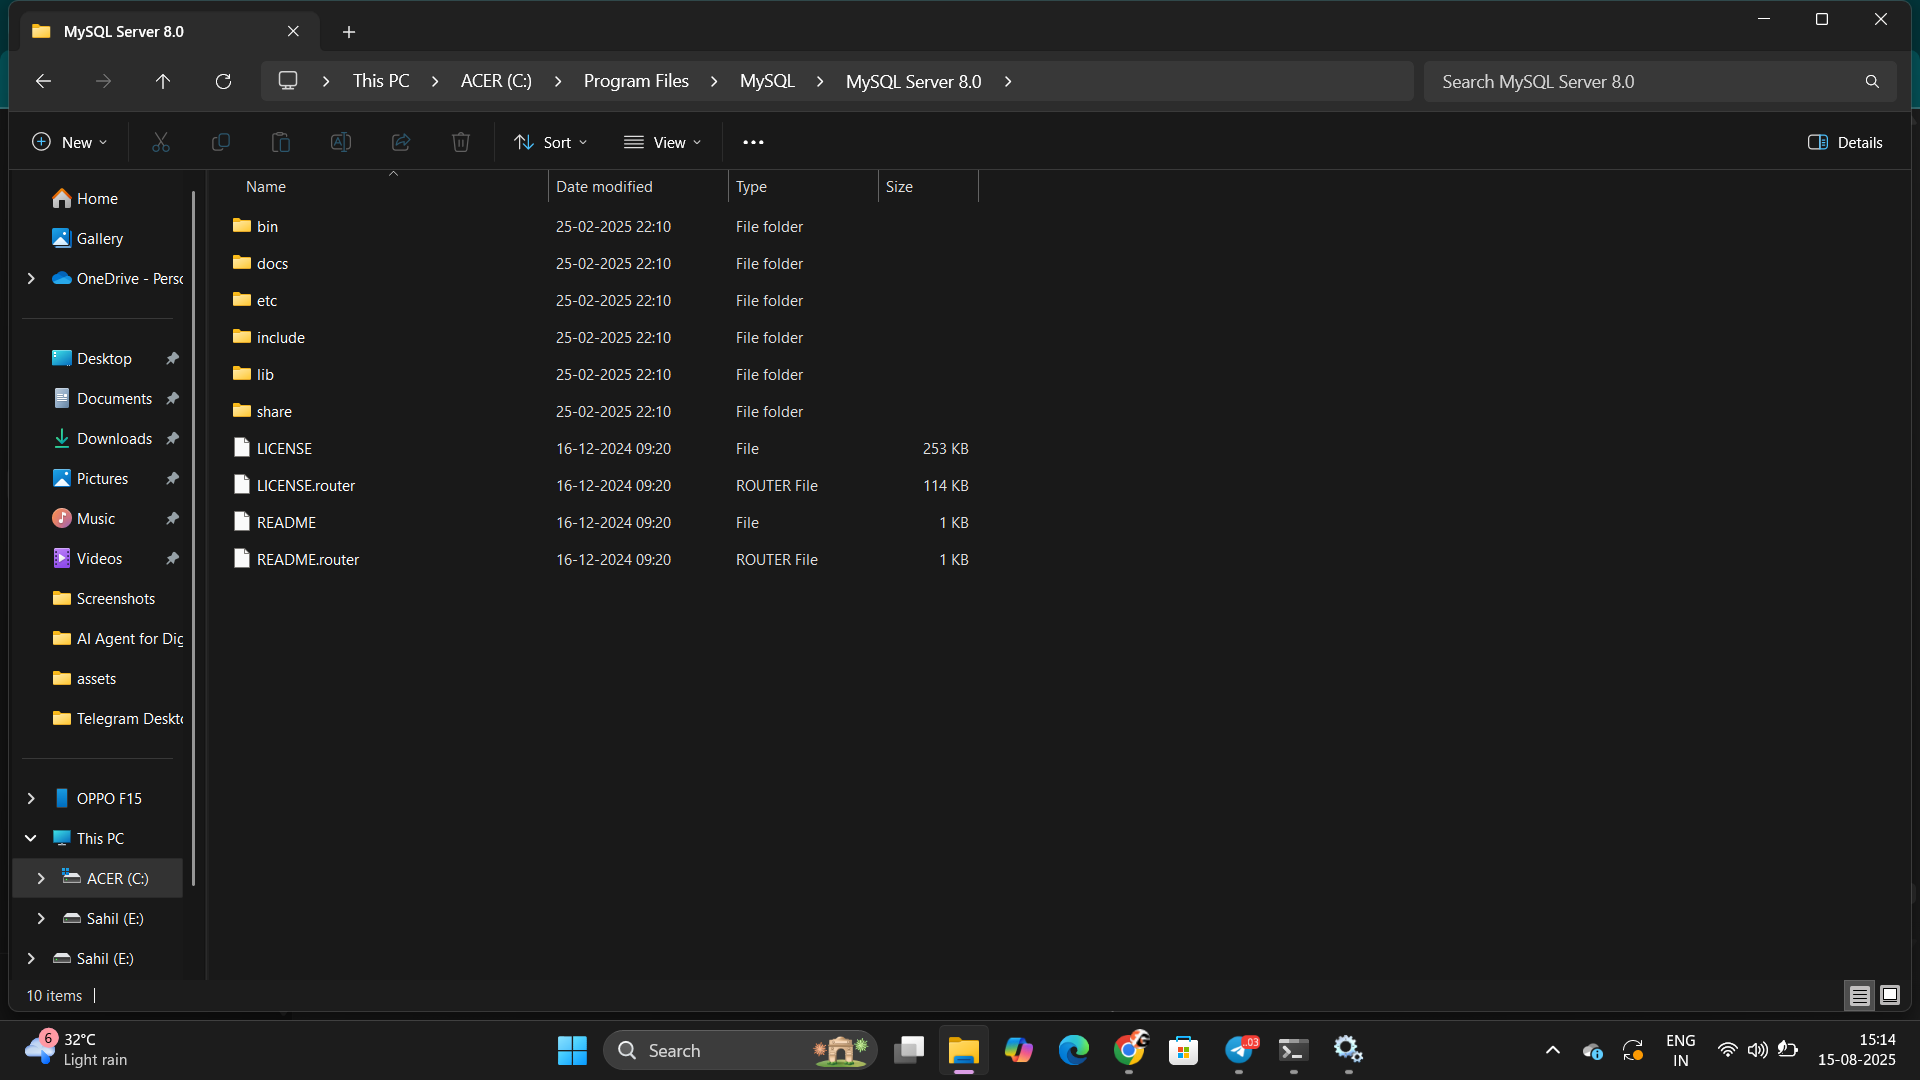 MySQL Server 8.0
This PC
ACER (C:)
Program Files
MySQL
MySQL Server 8.0
Search MySQL Server 8.0
New
Sort
View
Details
Name
Date modified
Type
Size
Home
Gallery
OneDrive - Perso
Desktop
Documents
Downloads
Pictures
Music
Videos
Screenshots
AI Agent for Dig
assets
Telegram Deskto
OPPO F15
This PC
ACER (C:)
Sahil (E:)
Sahil (E:)
bin 25-02-2025 22:10 File folder
docs 25-02-2025 22:10 File folder
etc 25-02-2025 22:10 File folder
include 25-02-2025 22:10 File folder
lib 25-02-2025 22:10 File folder
share 25-02-2025 22:10 File folder
LICENSE 16-12-2024 09:20 File 253 KB
LICENSE.router 16-12-2024 09:20 ROUTER File 114 KB
README 16-12-2024 09:20 File 1 KB
README.router 16-12-2024 09:20 ROUTER File 1 KB
10 items
6
32°C
Light rain
Search
.03
ENG
IN
15:14
15-08-2025